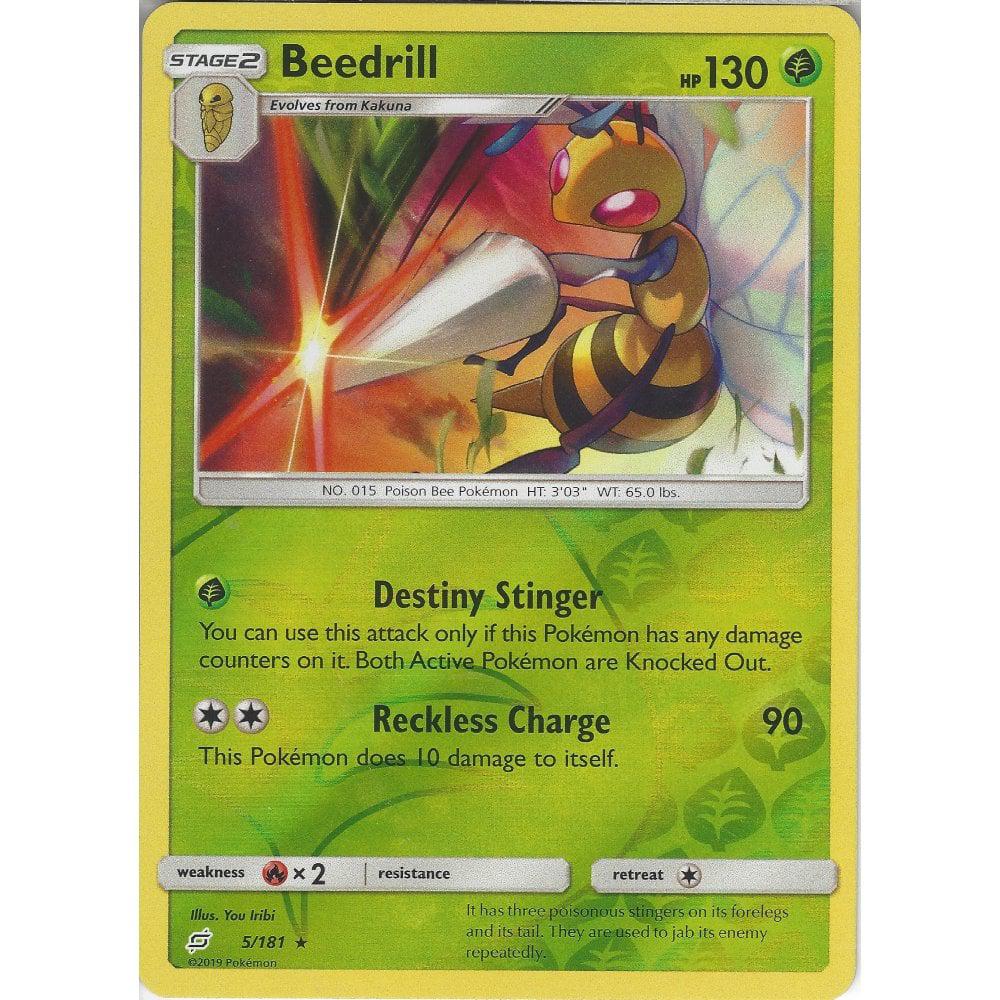 STAGE2
Beedrill
HP130
Evolves from Kakuna
NO. 015 Poison Bee Pokémon HT: 3'03" WT: 65.0 lbs.
Destiny Stinger
You can use this attack only if this Pokémon has any damage
counters on it. Both Active Pokémon are Knocked Out.
Reckless Charge 90
This Pokémon does 10 damage to itself.
weakness ×2 resistance retreat
Illus. You Iribi
5/181 ★
©2019 Pokémon
It has three poisonous stingers on its forelegs
and its tail. They are used to jab its enemy
repeatedly.